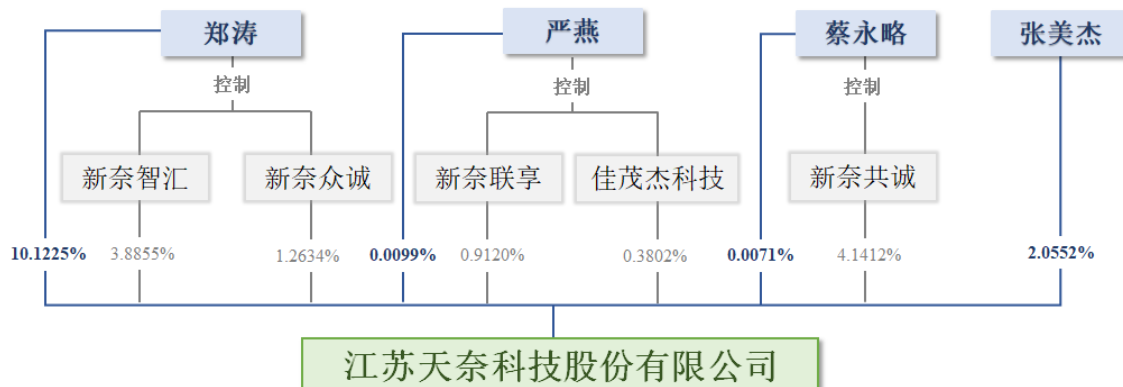 郑涛
严燕
蔡永略
张美杰
控制
控制
控制
新奈智汇
新奈众诚
新奈联享
佳茂杰科技
新奈共诚
10.1225%
3.8855%
1.2634%
0.0099%
0.9120%
0.3802%
0.0071%
4.1412%
2.0552%
江苏天奈科技股份有限公司